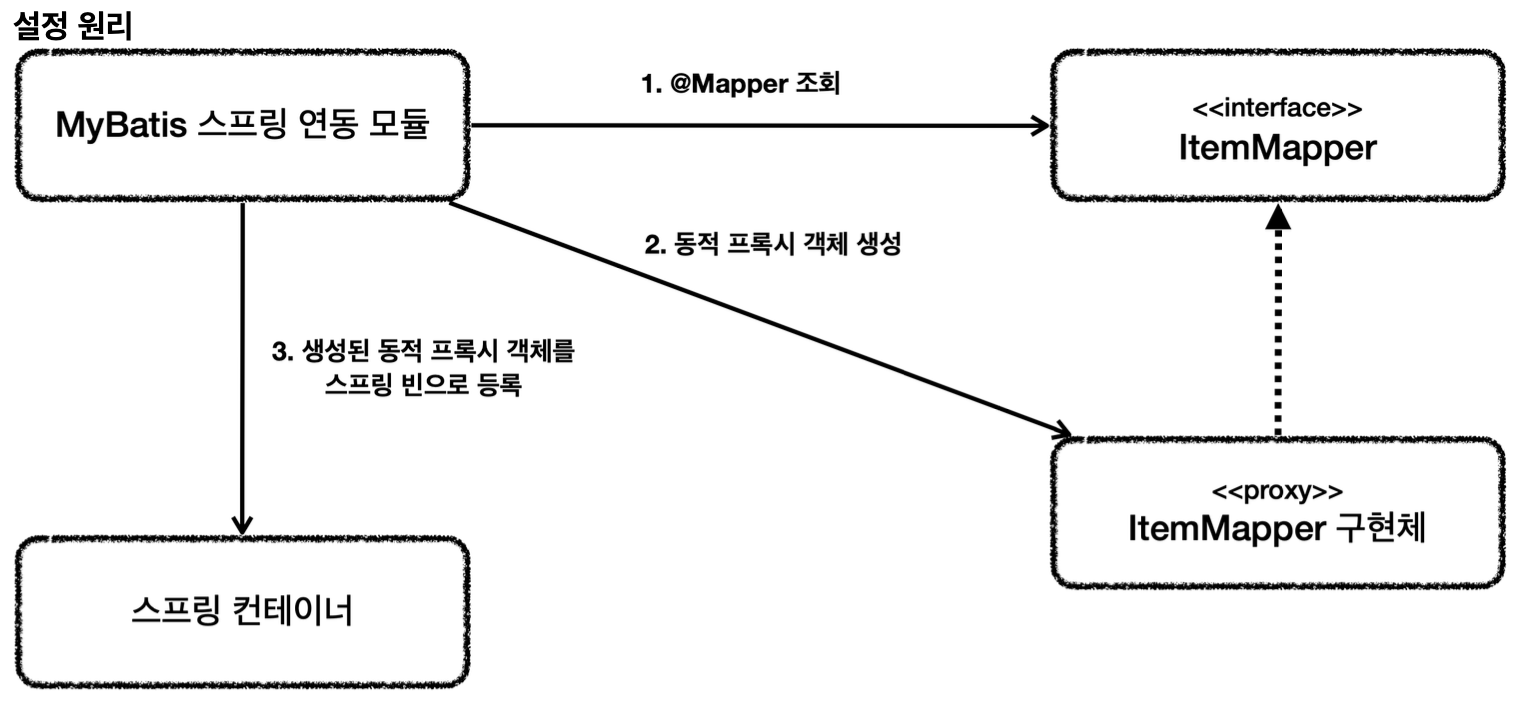 설정 원리
MyBatis 스프링 연동 모듈
1. @Mapper 조회
<<interface>>
ItemMapper
2. 동적 프록시 객체 생성
3. 생성된 동적 프록시 객체를
스프링 빈으로 등록
<<proxy>>
ItemMapper 구현체
스프링 컨테이너